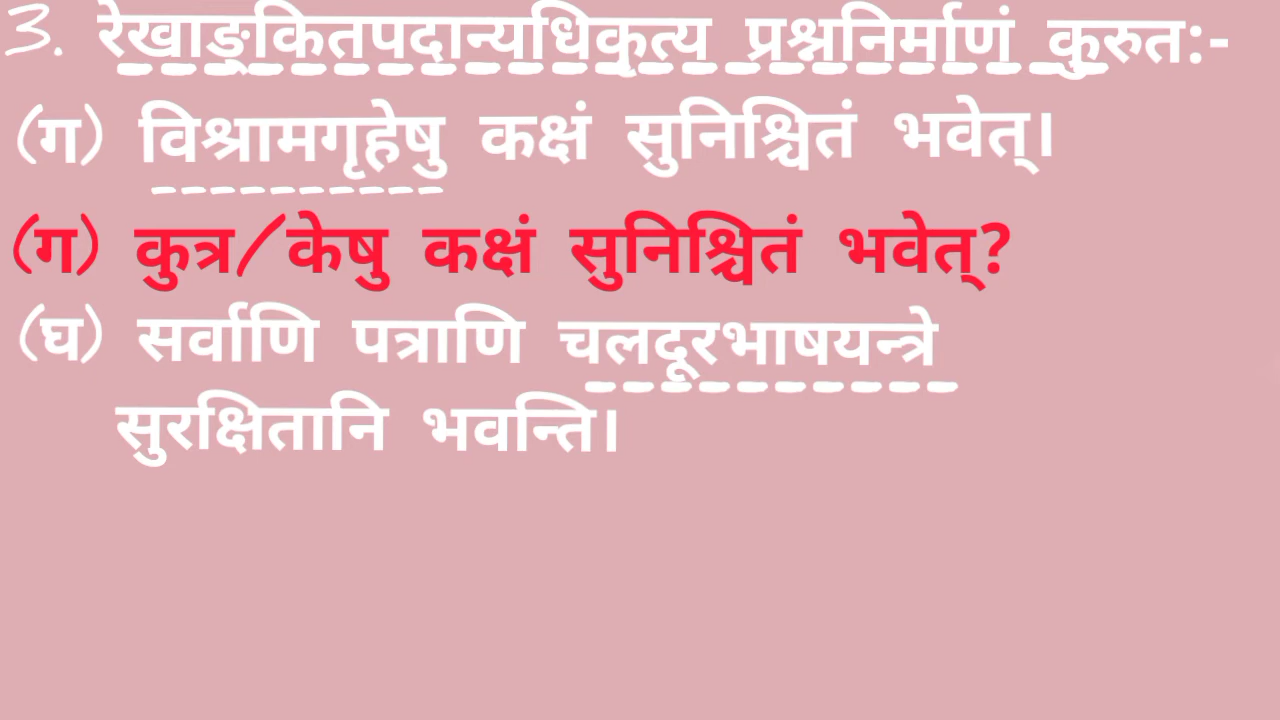 3. रेखाङ्कितपदान्यधिकृत्य प्रश्ननिर्माणं कुरुत:-
(ग) विश्रामगृहेषु कक्षं सुनिश्चितं भवेत्।
(ग) कुत्र/केषु कक्षं सुनिश्चितं भवेत्?
(घ) सर्वाणि पत्राणि चलदूरभाषयन्त्रे
सुरक्षितानि भवन्ति।